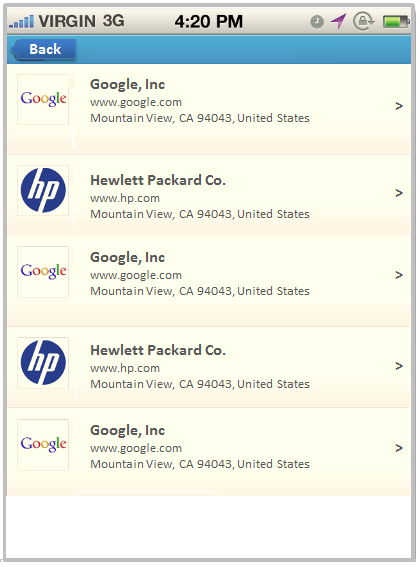 VIRGIN 3G 4:20 PM
Back
Google
Google, Inc
www.google.com
Mountain View, CA 94043, United States
>
hp
Hewlett Packard Co.
www.hp.com
Mountain View, CA 94043, United States
>
Google
Google, Inc
www.google.com
Mountain View, CA 94043, United States
>
hp
Hewlett Packard Co.
www.hp.com
Mountain View, CA 94043, United States
>
Google
Google, Inc
www.google.com
Mountain View, CA 94043, United States
>